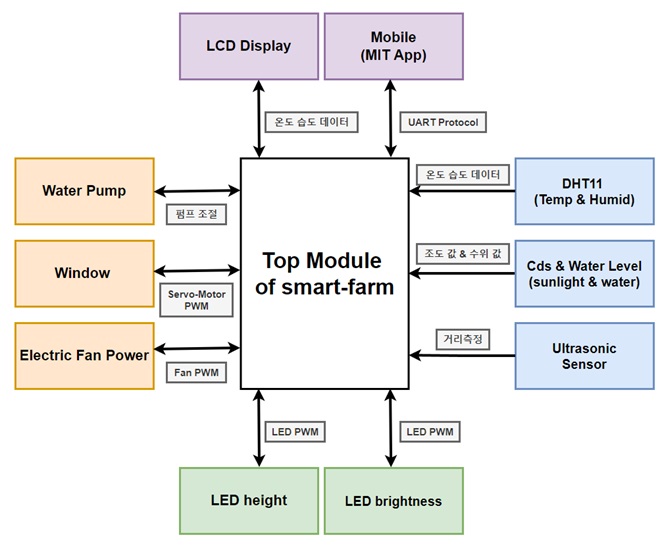 LCD Display
Mobile
(MIT App)
온도 습도 데이터
UART Protocol
Water Pump
펌프 조절
온도 습도 데이터
DHT11
(Temp & Humid)
Top Module
of smart-farm
Window
Servo-Motor
PWM
조도 값 & 수위 값
Cds & Water Level
(sunlight & water)
Electric Fan Power
Fan PWM
거리측정
Ultrasonic
Sensor
LED PWM
LED PWM
LED height
LED brightness